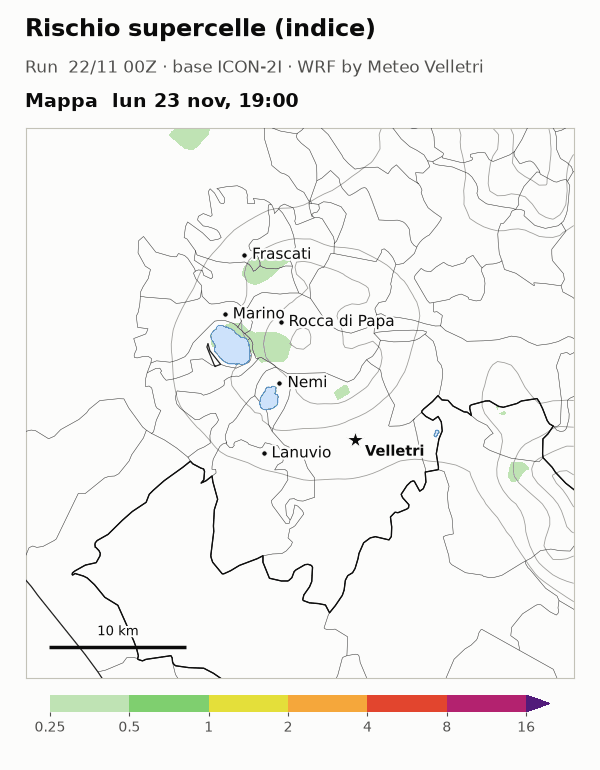 Rischio supercelle (indice)
Run  22/11 00Z · base ICON-2I · WRF by Meteo Velletri
Mappa  lun 23 nov, 19:00
Frascati
Marino
Rocca di Papa
Nemi
Velletri
Lanuvio
10 km
0.25 0.5 1 2 4 8 16